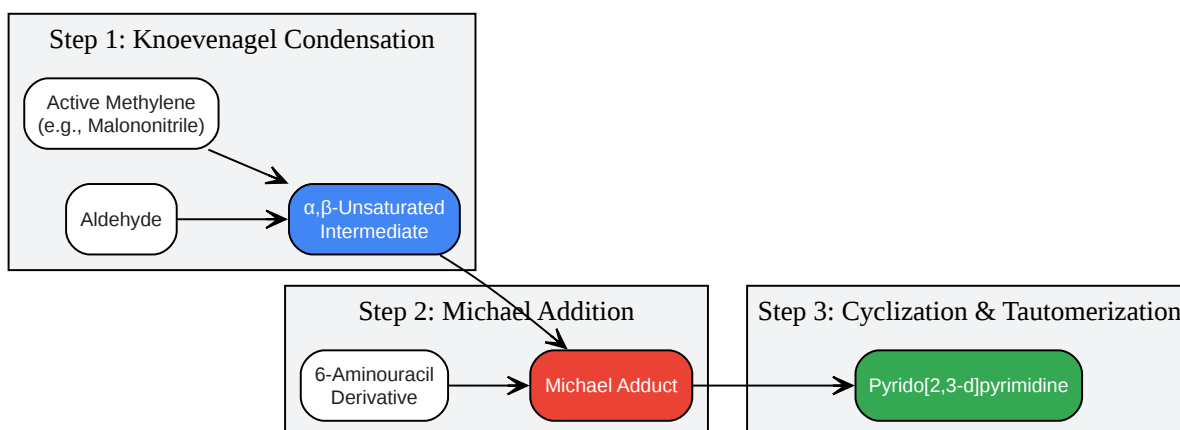 Step 1: Knoevenagel Condensation
Active Methylene
(e.g., Malononitrile)
Aldehyde
α,β-Unsaturated
Intermediate
Step 2: Michael Addition
6-Aminouracil
Derivative
Michael Adduct
Step 3: Cyclization & Tautomerization
Pyrido[2,3-d]pyrimidine